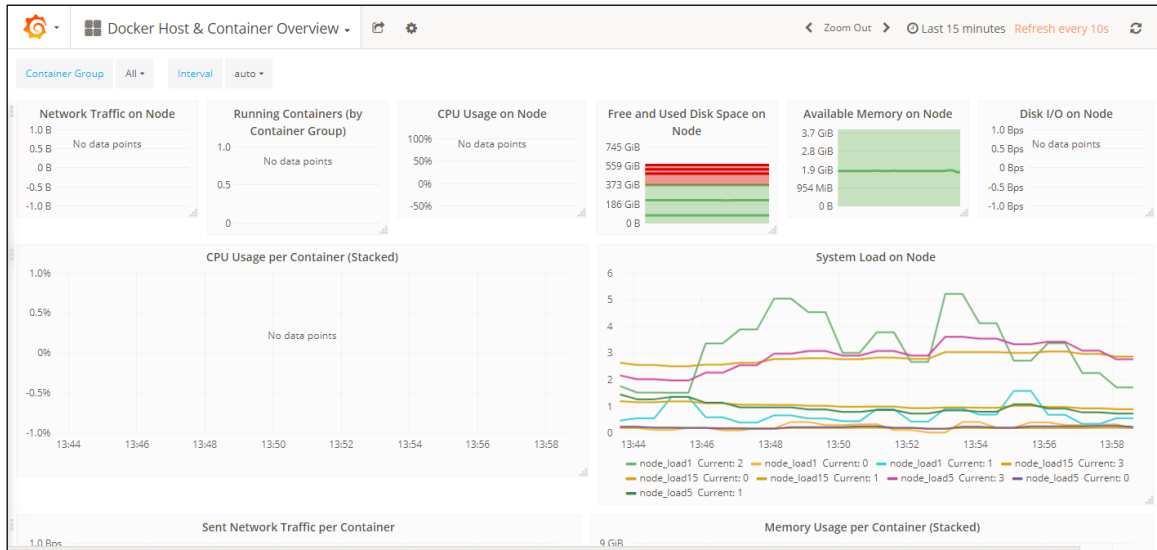 Docker Host & Container Overview
Zoom Out
Last 15 minutes Refresh every 10s
Container Group All Interval auto
Network Traffic on Node
1.0 B
0.5 B
0 B
-0.5 B
-1.0 B
No data points
Running Containers (by
Container Group)
1.0
0.5
0
No data points
CPU Usage on Node
100%
50%
0%
-50%
No data points
Free and Used Disk Space on
Node
745 GiB
559 GiB
373 GiB
186 GiB
0 B
Available Memory on Node
3.7 GiB
2.8 GiB
1.9 GiB
954 MiB
0 B
Disk I/O on Node
1.0 Bps
0.5 Bps
0 Bps
-0.5 Bps
-1.0 Bps
No data points
CPU Usage per Container (Stacked)
1.0%
0.5%
0%
-0.5%
-1.0%
No data points
13:44 13:46 13:48 13:50 13:52 13:54 13:56 13:58
System Load on Node
6
5
4
3
2
1
0
13:44 13:46 13:48 13:50 13:52 13:54 13:56 13:58
node_load1 Current: 2 node_load1 Current: 0 node_load1 Current: 1 node_load15 Current: 3
node_load15 Current: 0 node_load15 Current: 1 node_load5 Current: 3 node_load5 Current: 0
node_load5 Current: 1
Sent Network Traffic per Container
1.0 Bps
Memory Usage per Container (Stacked)
9 GiB